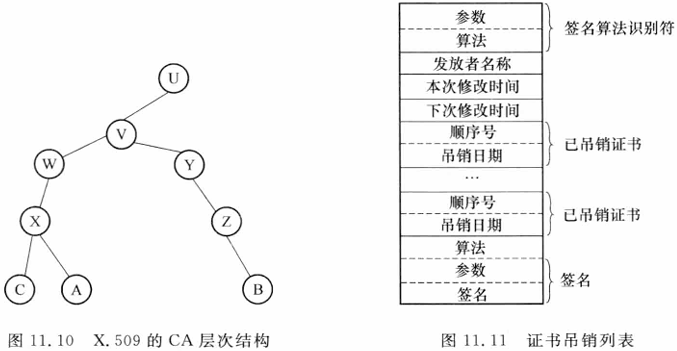 U
V
W
Y
X
Z
C
A
B
图 11.10 X.509 的 CA 层次结构
参数
算法
签名算法识别符
发放者名称
本次修改时间
下次修改时间
顺序号
吊销日期
已吊销证书
…
顺序号
吊销日期
已吊销证书
算法
参数
签名
签名
图 11.11 证书吊销列表